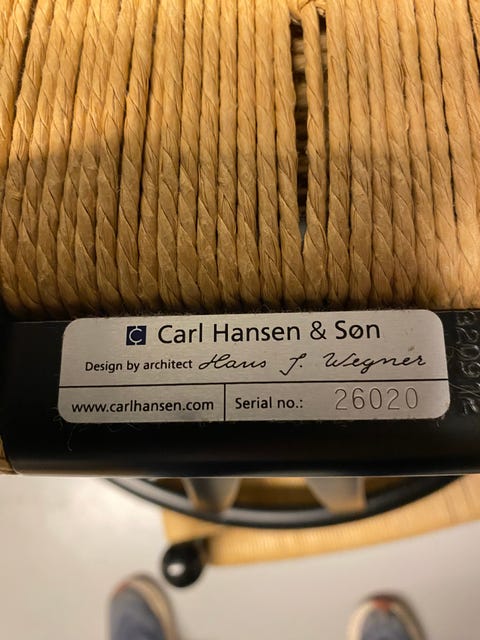 Carl Hansen & Søn
Design by architect Hans J. Wegner
www.carlhansen.com
Serial no.: 26020